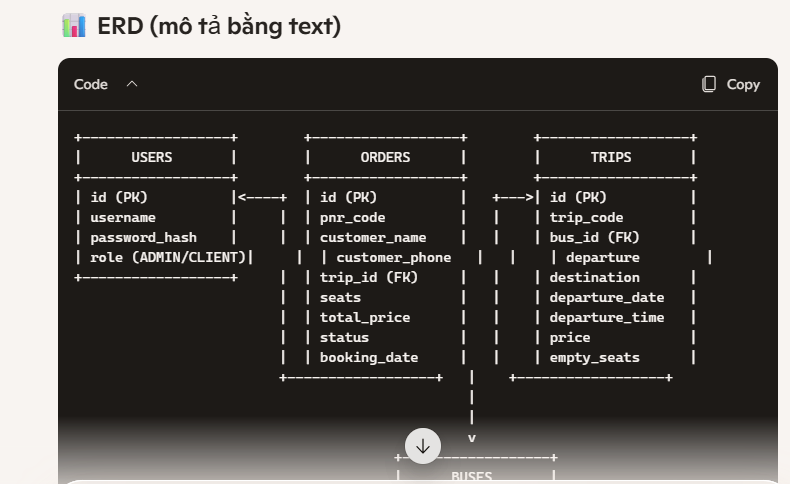 ERD (mô tả bằng text)
Code Copy
+------------------+ +------------------+ +------------------+
| USERS | | ORDERS | | TRIPS |
+------------------+ +------------------+ +------------------+
| id (PK) |<----+ | id (PK) | +--->| id (PK) |
| username | | | pnr_code | | | trip_code |
| password_hash | | | customer_name | | | bus_id (FK) |
| role (ADMIN/CLIENT)| | | customer_phone | | | departure |
+------------------+ | | trip_id (FK) | | | destination |
| | seats | | | departure_date |
| | total_price | | | departure_time |
| | status | | | price |
| | booking_date | | | empty_seats |
+------------------+ | +------------------+
|
|
v
+------------------+
| BUSES |